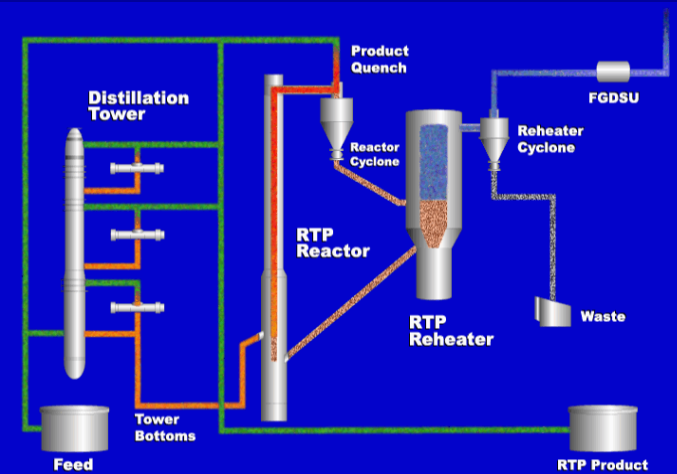 Product
Quench
FGDSU
Distillation
Tower
Reactor
Cyclone
Reheater
Cyclone
RTP
Reactor
RTP
Reheater
Waste
Tower
Bottoms
Feed
RTP Product